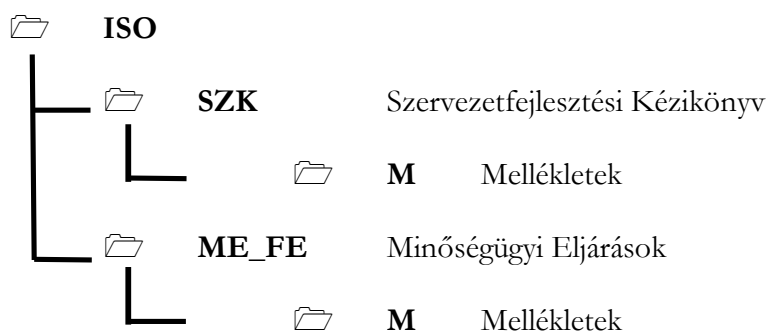 ISO
SZK Szervezetfejlesztési Kézikönyv
M Mellékletek
ME_FE Minőségügyi Eljárások
M Mellékletek